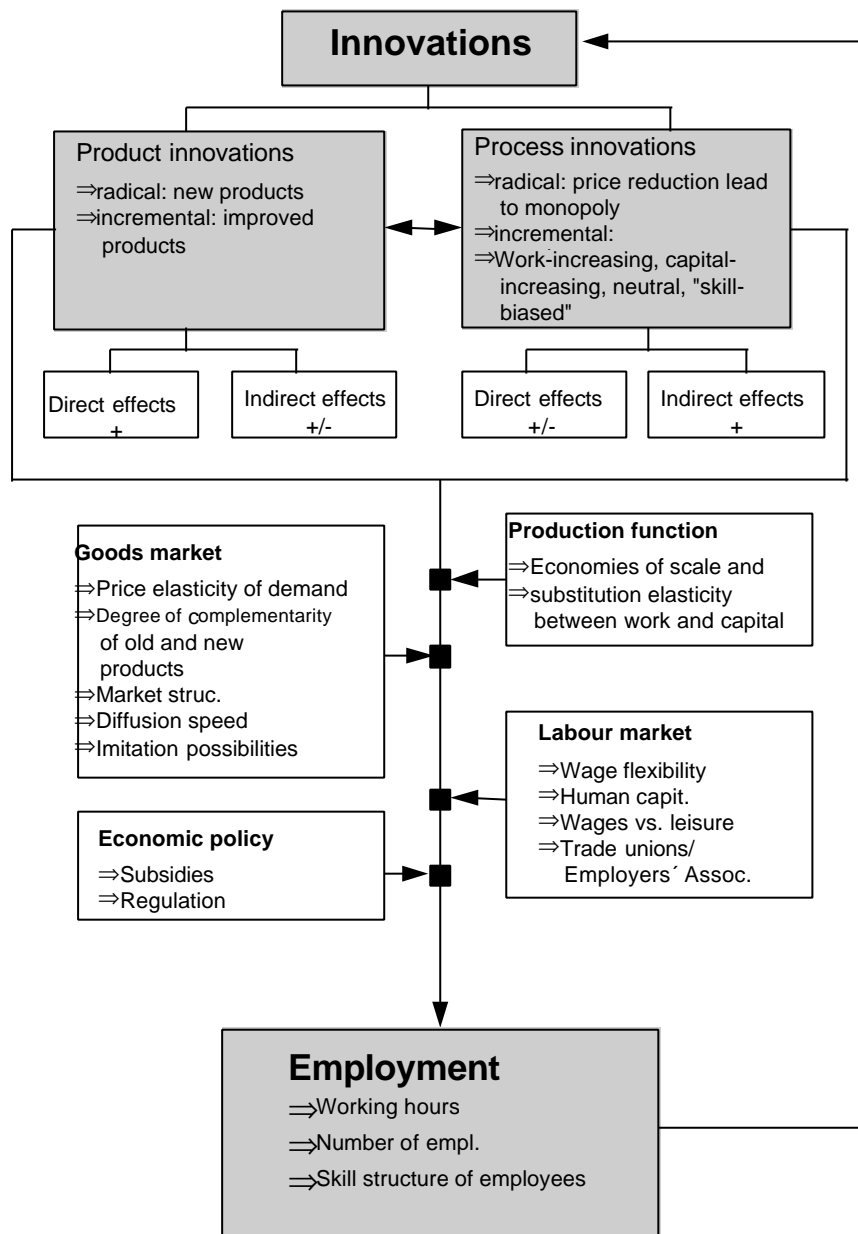 Innovations
Product innovations
⇒radical: new products
⇒incremental: improved
products
Process innovations
⇒radical: price reduction lead
to monopoly
⇒incremental:
⇒Work-increasing, capital-
increasing, neutral, "skill-
biased"
Direct effects
+
Indirect effects
+/-
Direct effects
+/-
Indirect effects
+
Goods market
⇒Price elasticity of demand
⇒Degree of complementarity
of old and new
products
⇒Market struc.
⇒Diffusion speed
⇒Imitation possibilities
Production function
⇒Economies of scale and
⇒substitution elasticity
between work and capital
Labour market
⇒Wage flexibility
⇒Human capit.
⇒Wages vs. leisure
⇒Trade unions/
Employers´ Assoc.
Economic policy
⇒Subsidies
⇒Regulation
Employment
⇒Working hours
⇒Number of empl.
⇒Skill structure of employees